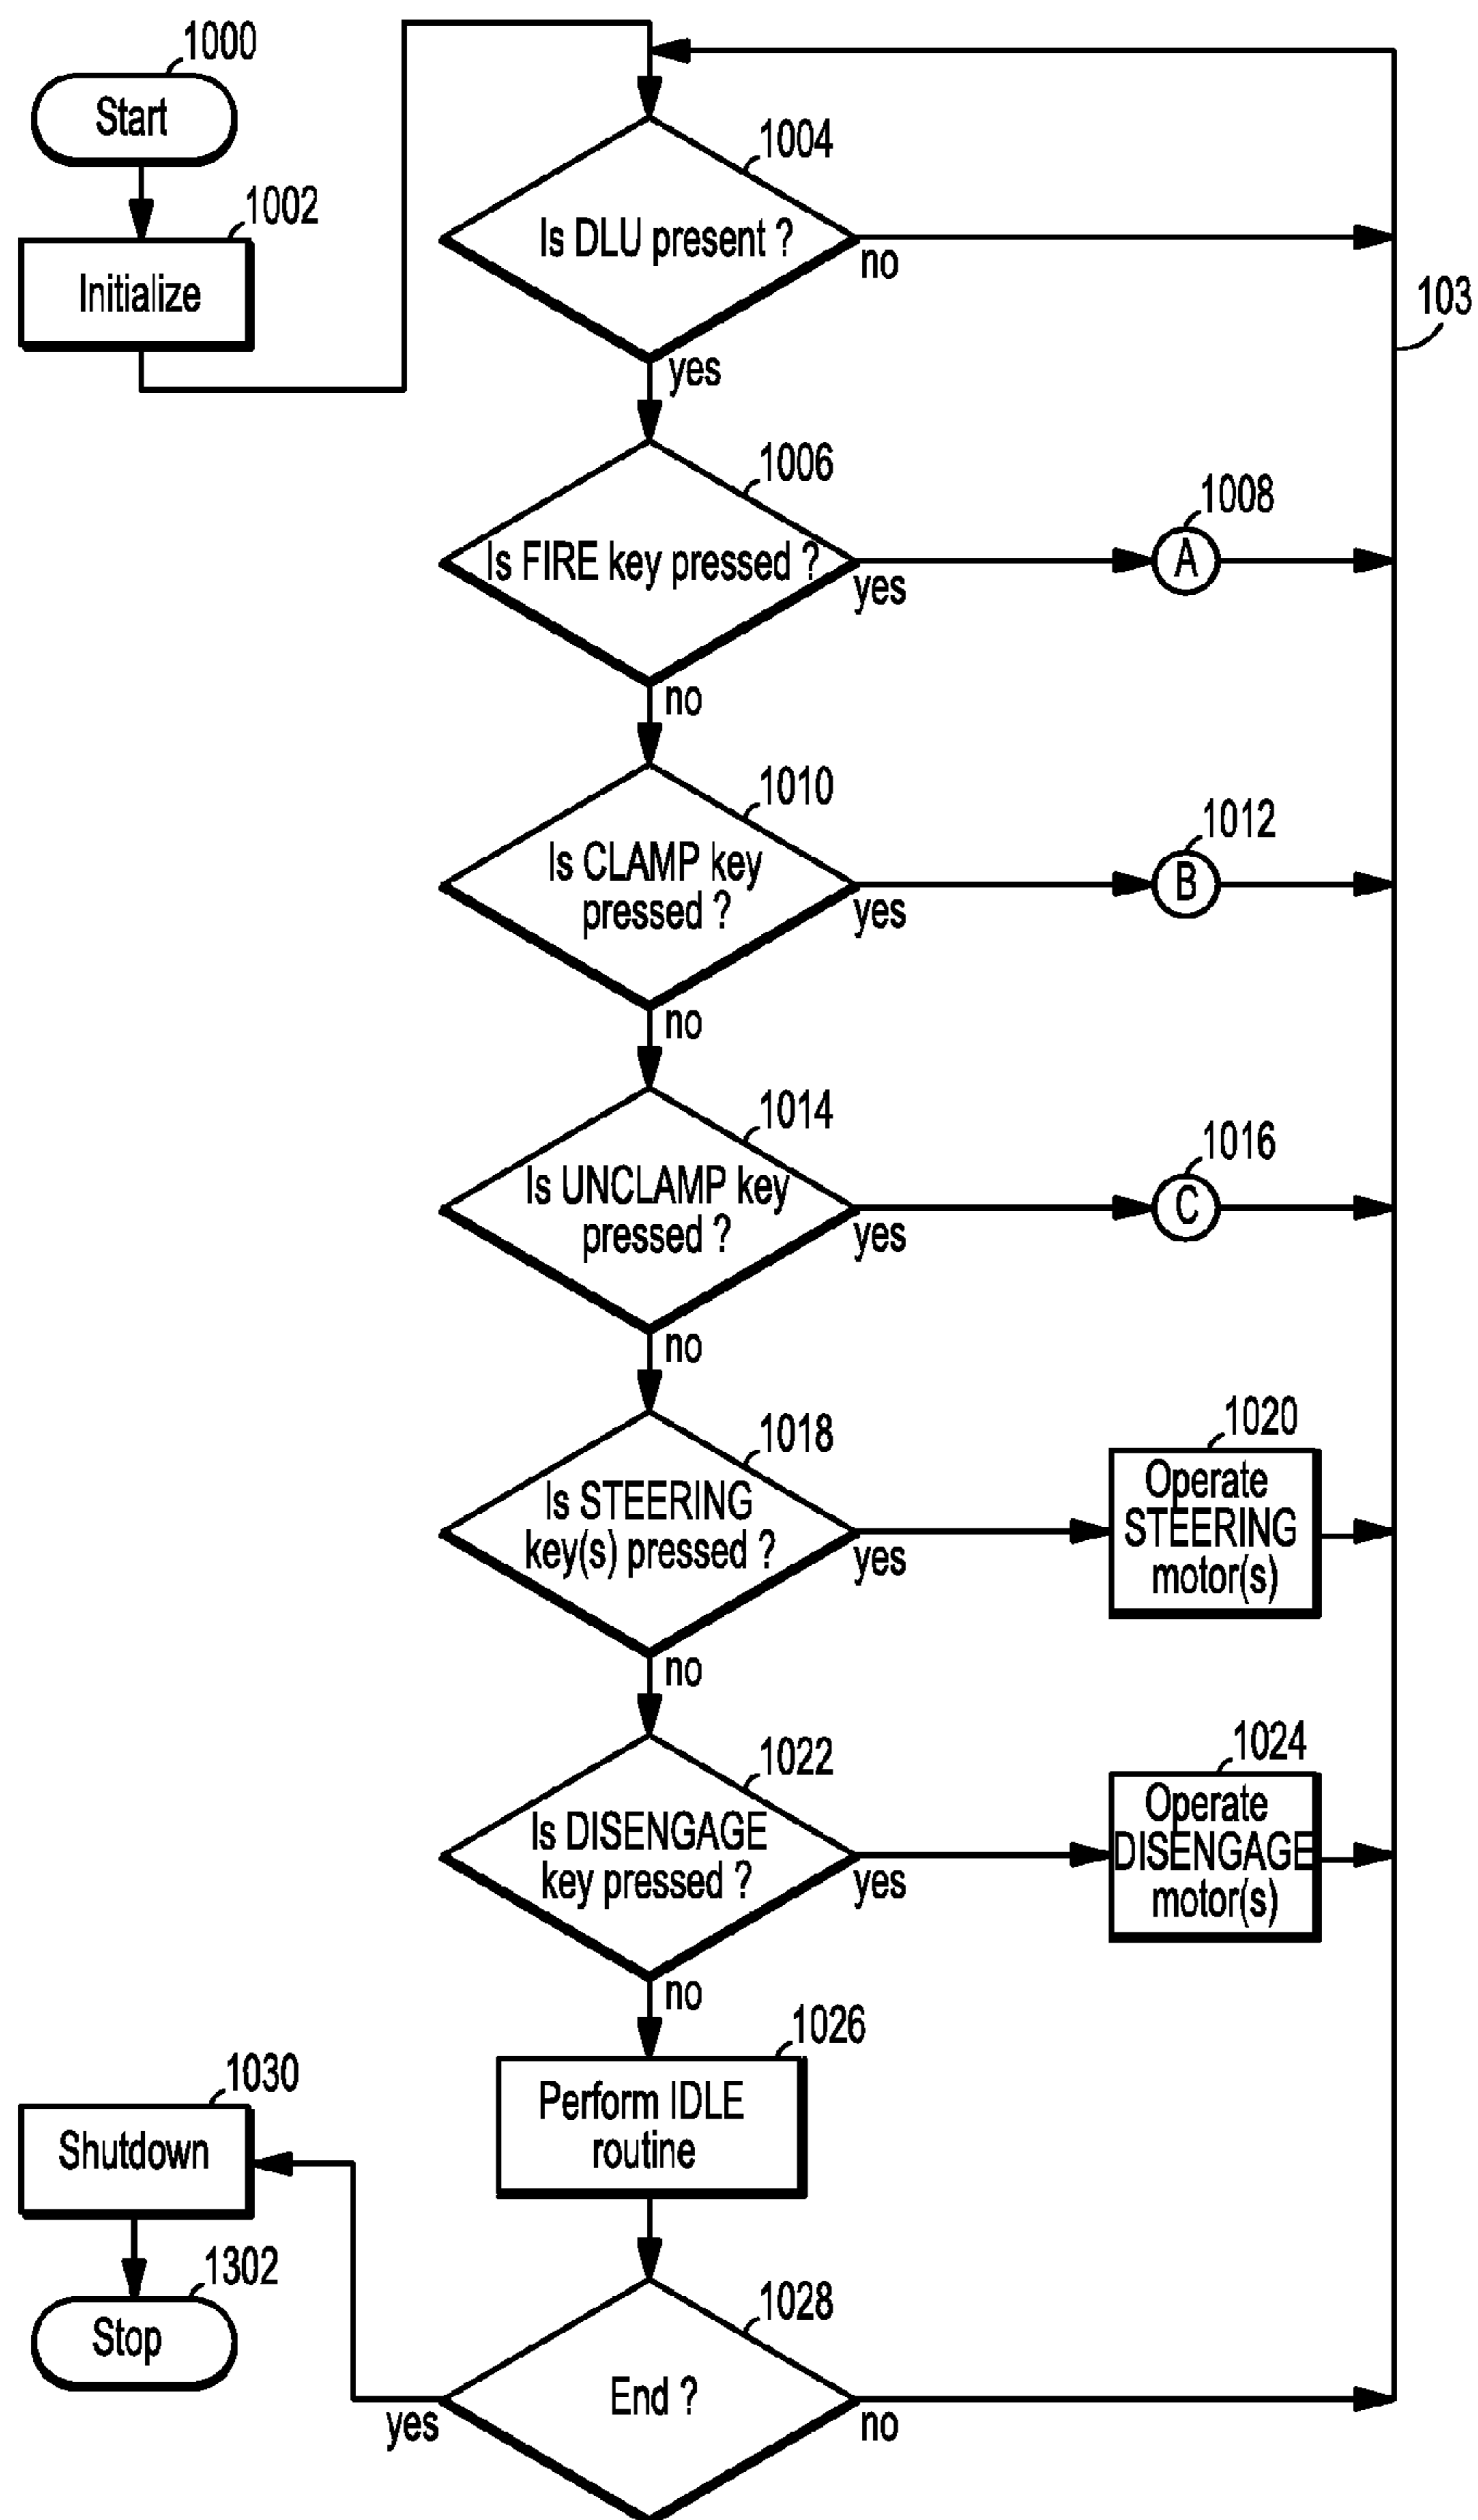 1000
Start
1002
Initialize
1004
Is DLU present ?
no
103
yes
1006
Is FIRE key pressed ?
yes
1008
A
no
1010
Is CLAMP key
pressed ?
yes
1012
B
no
1014
Is UNCLAMP key
pressed ?
yes
1016
C
no
1018
Is STEERING
key(s) pressed ?
yes
1020
Operate
STEERING
motor(s)
no
1022
Is DISENGAGE
key pressed ?
yes
1024
Operate
DISENGAGE
motor(s)
no
1026
Perform IDLE
routine
1030
Shutdown
1302
Stop
1028
End ?
yes
no